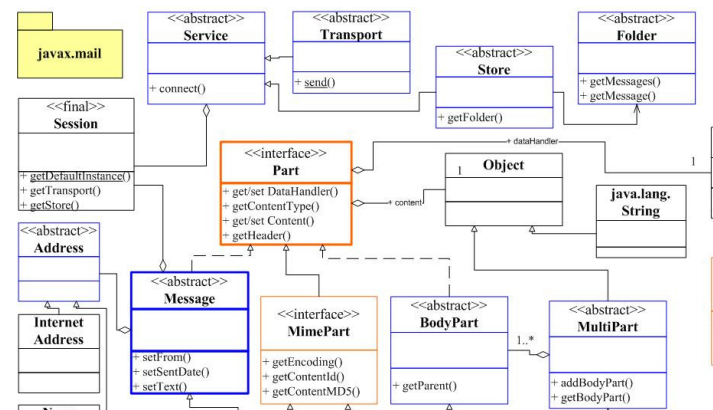 javax.mail
<<abstract>>
Service
+ connect()
<<abstract>>
Transport
+ send()
<<abstract>>
Store
+ getFolder()
<<abstract>>
Folder
+ getMessages()
+ getMessage()
<<final>>
Session
+ getDefaultInstance()
+ getTransport()
+ getStore()
<<interface>>
Part
+ get/set DataHandler()
+ getContentType()
+ get/set Content()
+ getHeader()
+ dataHandler
1
+ content
1
Object
java.lang.
String
<<abstract>>
Address
Internet
Address
<<abstract>>
Message
+ setFrom()
+ setSentDate()
+ setText()
<<interface>>
MimePart
+ getEncoding()
+ getContentId()
+ getContentMD5()
<<abstract>>
BodyPart
+ getParent()
1..*
<<abstract>>
MultiPart
+ addBodyPart()
+ getBodyPart()